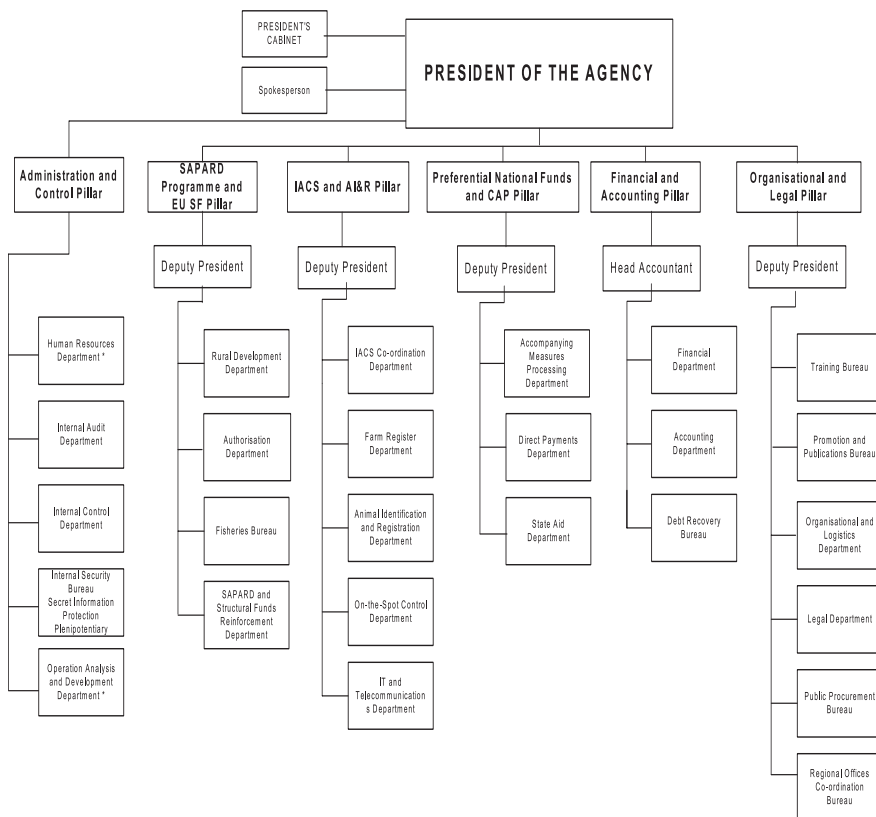 PRESIDENT'S
CABINET
PRESIDENT OF THE AGENCY
Spokesperson
Administration and
Control Pillar
SAPARD
Programme and
EU SF Pillar
IACS and AI&R Pillar
Preferential National Funds
and CAP Pillar
Financial and
Accounting Pillar
Organisational and
Legal Pillar
Deputy President
Deputy President
Deputy President
Head Accountant
Deputy President
Human Resources
Department *
Internal Audit
Department
Internal Control
Department
Internal Security
Bureau
Secret Information
Protection
Plenipotentiary
Operation Analysis
and Development
Department *
Rural Development
Department
Authorisation
Department
Fisheries Bureau
SAPARD and
Structural Funds
Reinforcement
Department
IACS Co-ordination
Department
Farm Register
Department
Animal Identification
and Registration
Department
On-the-Spot Control
Department
IT and
Telecommunication
s Department
Accompanying
Measures
Processing
Department
Direct Payments
Department
State Aid
Department
Financial
Department
Accounting
Department
Debt Recovery
Bureau
Training Bureau
Promotion and
Publications Bureau
Organisational and
Logistics
Department
Legal Department
Public Procurement
Bureau
Regional Offices
Co-ordination
Bureau